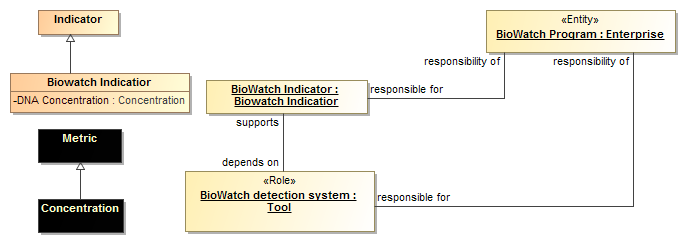 Indicator
Biowatch Indicatior
-DNA Concentration : Concentration
Metric
Concentration
«Entity»
BioWatch Program : Enterprise
responsibility of
responsibility of
BioWatch Indicator :
Biowatch Indicatior
responsible for
supports
depends on
«Role»
BioWatch detection system :
Tool
responsible for